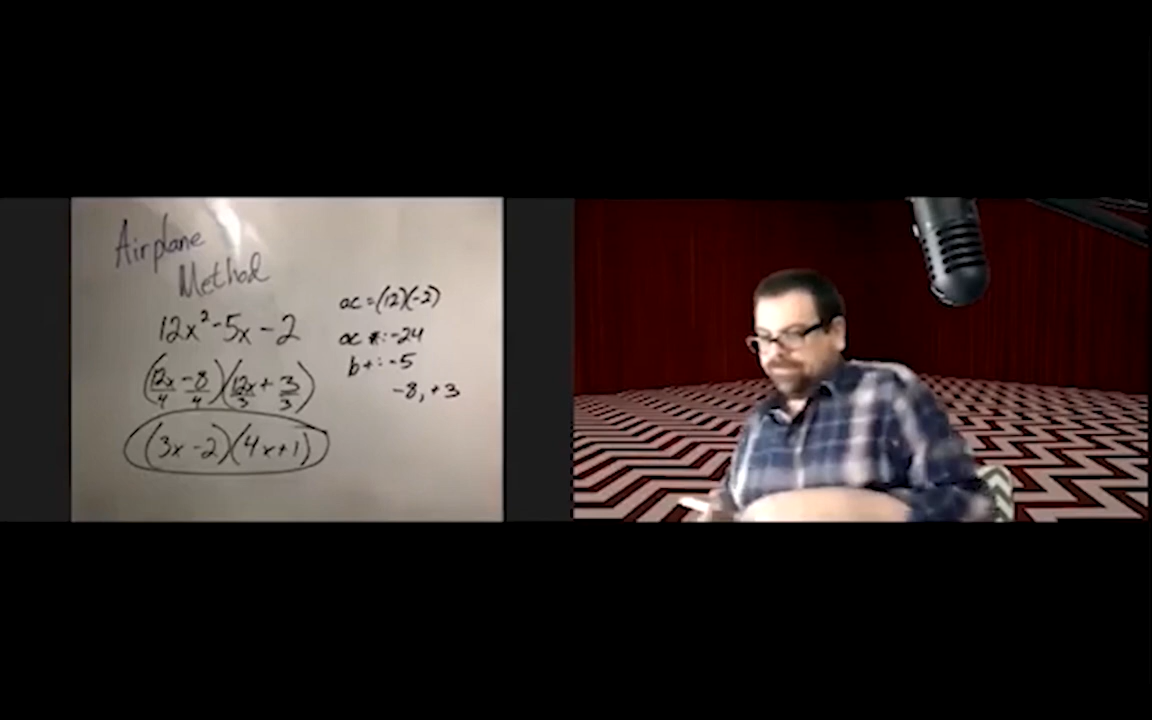 Airplane
Method
12x²-5x-2
(12x/4 - 8/4)(12x/3 + 3/3)
(3x-2)(4x+1)
ac=(12)(-2)
ac *:-24
b+:-5
-8,+3